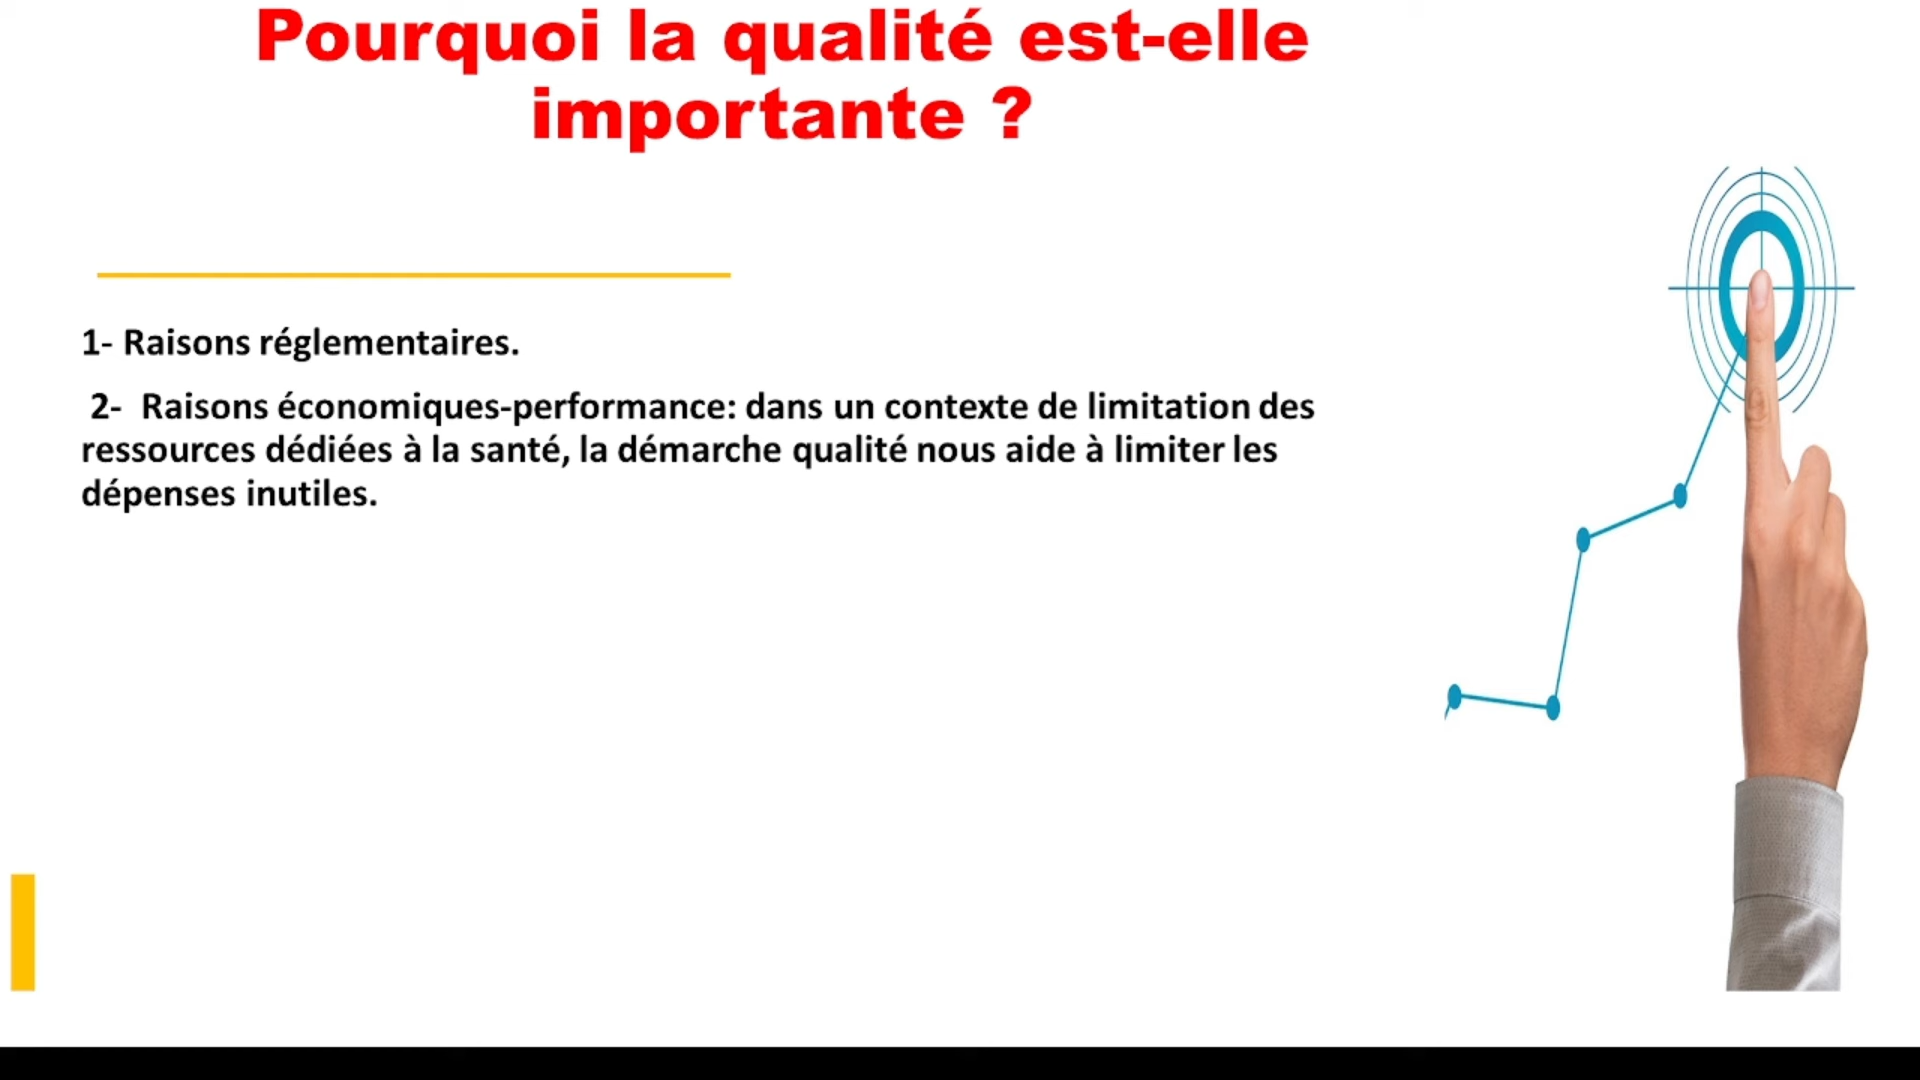 Pourquoi la qualité est-elle
importante ?
1- Raisons réglementaires.
2- Raisons économiques-performance: dans un contexte de limitation des
ressources dédiées à la santé, la démarche qualité nous aide à limiter les
dépenses inutiles.